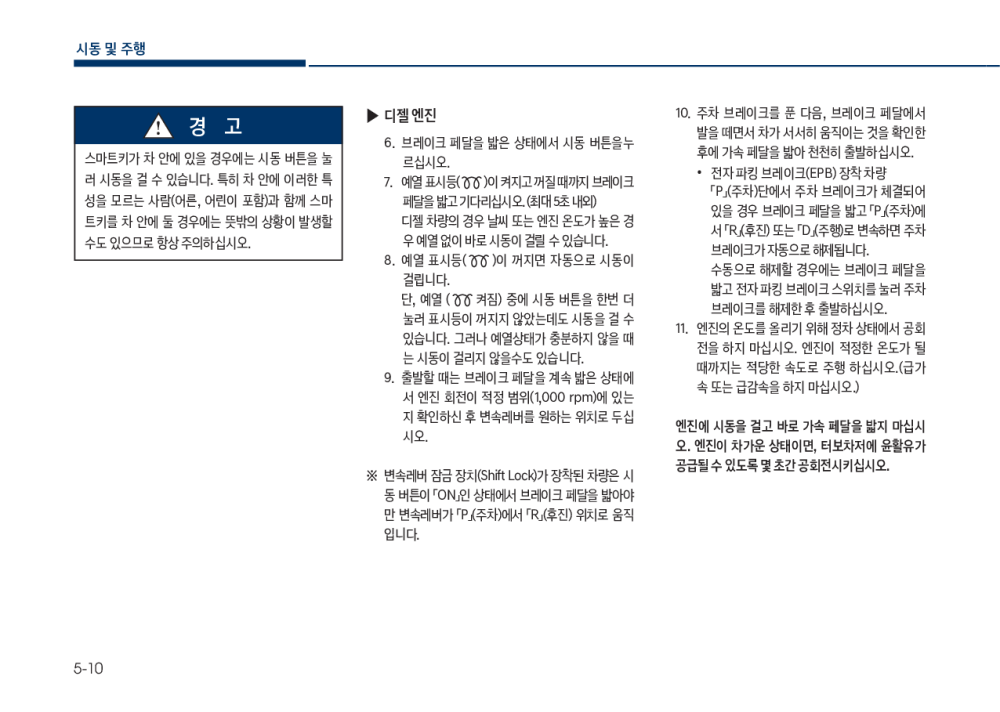 시동 및 주행
경 고
스마트키가 차 안에 있을 경우에는 시동 버튼을 눌
러 시동을 걸 수 있습니다. 특히 차 안에 이러한 특
성을 모르는 사람(어른, 어린이 포함)과 함께 스마
트키를 차 안에 둘 경우에는 뜻밖의 상황이 발생할
수도 있으므로 항상 주의하십시오.
▶ 디젤 엔진
6. 브레이크 페달을 밟은 상태에서 시동 버튼을누
르십시오.
7. 예열 표시등( )이 켜지고 꺼질 때까지 브레이크
페달을 밟고 기다리십시오. (최대 5초 내외)
디젤 차량의 경우 날씨 또는 엔진 온도가 높은 경
우 예열 없이 바로 시동이 걸릴 수 있습니다.
8. 예열 표시등( )이 꺼지면 자동으로 시동이
걸립니다.
단, 예열 ( 켜짐) 중에 시동 버튼을 한번 더
눌러 표시등이 꺼지지 않았는데도 시동을 걸 수
있습니다. 그러나 예열상태가 충분하지 않을 때
는 시동이 걸리지 않을수도 있습니다.
9. 출발할 때는 브레이크 페달을 계속 밟은 상태에
서 엔진 회전이 적정 범위(1,000 rpm)에 있는
지 확인하신 후 변속레버를 원하는 위치로 두십
시오.
※ 변속레버 잠금 장치(Shift Lock)가 장착된 차량은 시
동 버튼이 「ON」인 상태에서 브레이크 페달을 밟아야
만 변속레버가 「P」(주차)에서 「R」(후진) 위치로 움직
입니다.
10. 주차 브레이크를 푼 다음, 브레이크 페달에서
발을 떼면서 차가 서서히 움직이는 것을 확인한
후에 가속 페달을 밟아 천천히 출발하십시오.
• 전자 파킹 브레이크(EPB) 장착 차량
「P」(주차)단에서 주차 브레이크가 체결되어
있을 경우 브레이크 페달을 밟고 「P」(주차)에
서 「R」(후진) 또는 「D」(주행)로 변속하면 주차
브레이크가 자동으로 해제됩니다.
수동으로 해제할 경우에는 브레이크 페달을
밟고 전자 파킹 브레이크 스위치를 눌러 주차
브레이크를 해제한 후 출발하십시오.
11. 엔진의 온도를 올리기 위해 정차 상태에서 공회
전을 하지 마십시오. 엔진이 적정한 온도가 될
때까지는 적당한 속도로 주행 하십시오.(급가
속 또는 급감속을 하지 마십시오.)
엔진에 시동을 걸고 바로 가속 페달을 밟지 마십시
오. 엔진이 차가운 상태이면, 터보차저에 윤활유가
공급될 수 있도록 몇 초간 공회전시키십시오.
5-10